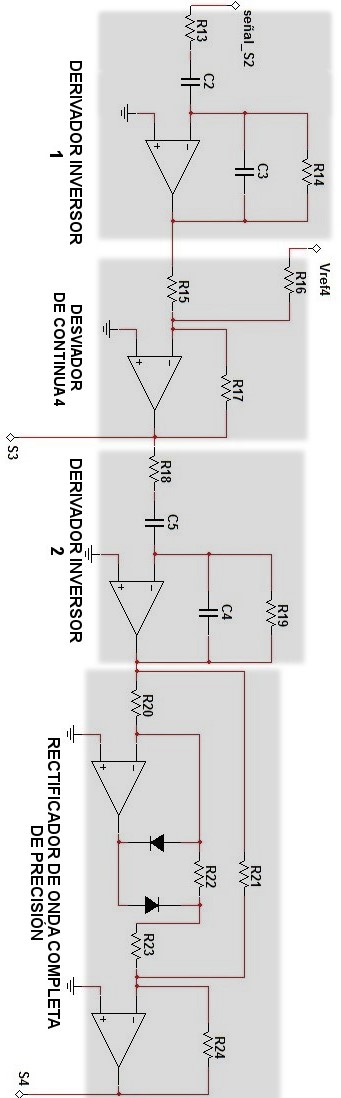 señal_S2
R13
C2
R14
C3
-
+
DERIVADOR INVERSOR
1
Vref4
R16
R15
R17
-
+
DESVIADOR
DE CONTINUA 4
S3
R18
C5
R19
C4
-
+
DERIVADOR INVERSOR
2
R20
R21
R22
-
+
R23
R24
-
+
RECTIFICADOR DE ONDA COMPLETA
DE PRECISIÓN
S4